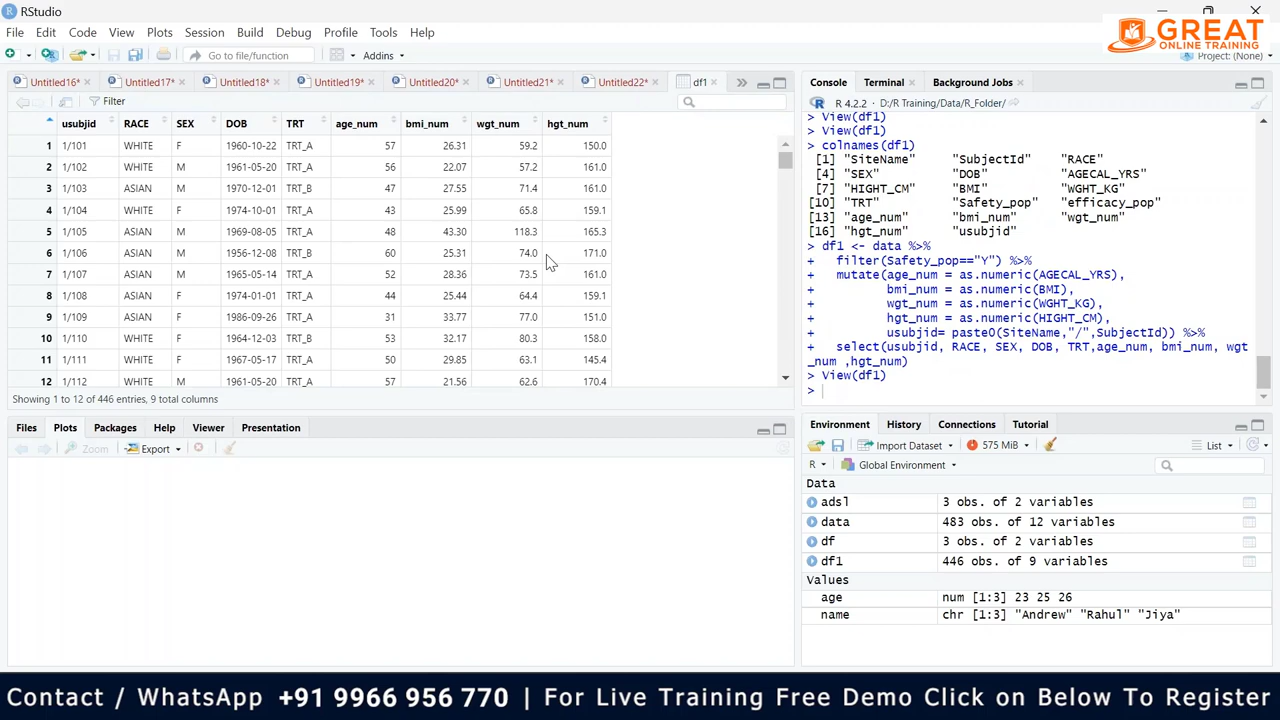 RStudio
File Edit Code View Plots Session Build Debug Profile Tools Help
GREAT
ONLINE TRAINING
Go to file/function
Addins
Project: (None)
Untitled16* Untitled17* Untitled18* Untitled19* Untitled20* Untitled21* Untitled22* df1
Filter
usubjid RACE SEX DOB TRT age_num bmi_num wgt_num hgt_num
1 1/101 WHITE F 1960-10-22 TRT_A 57 26.31 59.2 150.0
2 1/102 WHITE M 1961-05-20 TRT_A 56 22.07 57.2 161.0
3 1/103 ASIAN M 1970-12-01 TRT_B 47 27.55 71.4 161.0
4 1/104 WHITE F 1974-10-01 TRT_A 43 25.99 65.8 159.1
5 1/105 ASIAN M 1969-08-05 TRT_A 48 43.30 118.3 165.3
6 1/106 ASIAN M 1956-12-08 TRT_B 60 25.31 74.0 171.0
7 1/107 ASIAN M 1965-05-14 TRT_A 52 28.36 73.5 161.0
8 1/108 ASIAN F 1974-01-01 TRT_A 44 25.44 64.4 159.1
9 1/109 ASIAN F 1986-09-26 TRT_A 31 33.77 77.0 151.0
10 1/110 WHITE F 1964-12-03 TRT_B 53 32.17 80.3 158.0
11 1/111 WHITE F 1967-05-17 TRT_A 50 29.85 63.1 145.4
12 1/112 WHITE M 1961-05-20 TRT_A 57 21.56 62.6 170.4
Showing 1 to 12 of 446 entries, 9 total columns
Files Plots Packages Help Viewer Presentation
Zoom Export
Console Terminal Background Jobs
R 4.2.2 · D:/R Training/Data/R_Folder/
> View(df1)
> View(df1)
> colnames(df1)
[1] "SiteName" "SubjectId" "RACE"
[4] "SEX" "DOB" "AGECAL_YRS"
[7] "HIGHT_CM" "BMI" "WGHT_KG"
[10] "TRT" "Safety_pop" "efficacy_pop"
[13] "age_num" "bmi_num" "wgt_num"
[16] "hgt_num" "usubjid"
> df1 <- data %>%
+ filter(Safety_pop=="Y") %>%
+ mutate(age_num = as.numeric(AGECAL_YRS),
+ bmi_num = as.numeric(BMI),
+ wgt_num = as.numeric(WGHT_KG),
+ hgt_num = as.numeric(HIGHT_CM),
+ usubjid= paste0(SiteName,"/",SubjectId)) %>%
+ select(usubjid, RACE, SEX, DOB, TRT,age_num, bmi_num, wgt
_num ,hgt_num)
> View(df1)
>
Environment History Connections Tutorial
Import Dataset 575 MiB List
R Global Environment
Data
adsl 3 obs. of 2 variables
data 483 obs. of 12 variables
df 3 obs. of 2 variables
df1 446 obs. of 9 variables
Values
age num [1:3] 23 25 26
name chr [1:3] "Andrew" "Rahul" "Jiya"
Contact / WhatsApp +91 9966 956 770 | For Live Training Free Demo Click on Below To Register